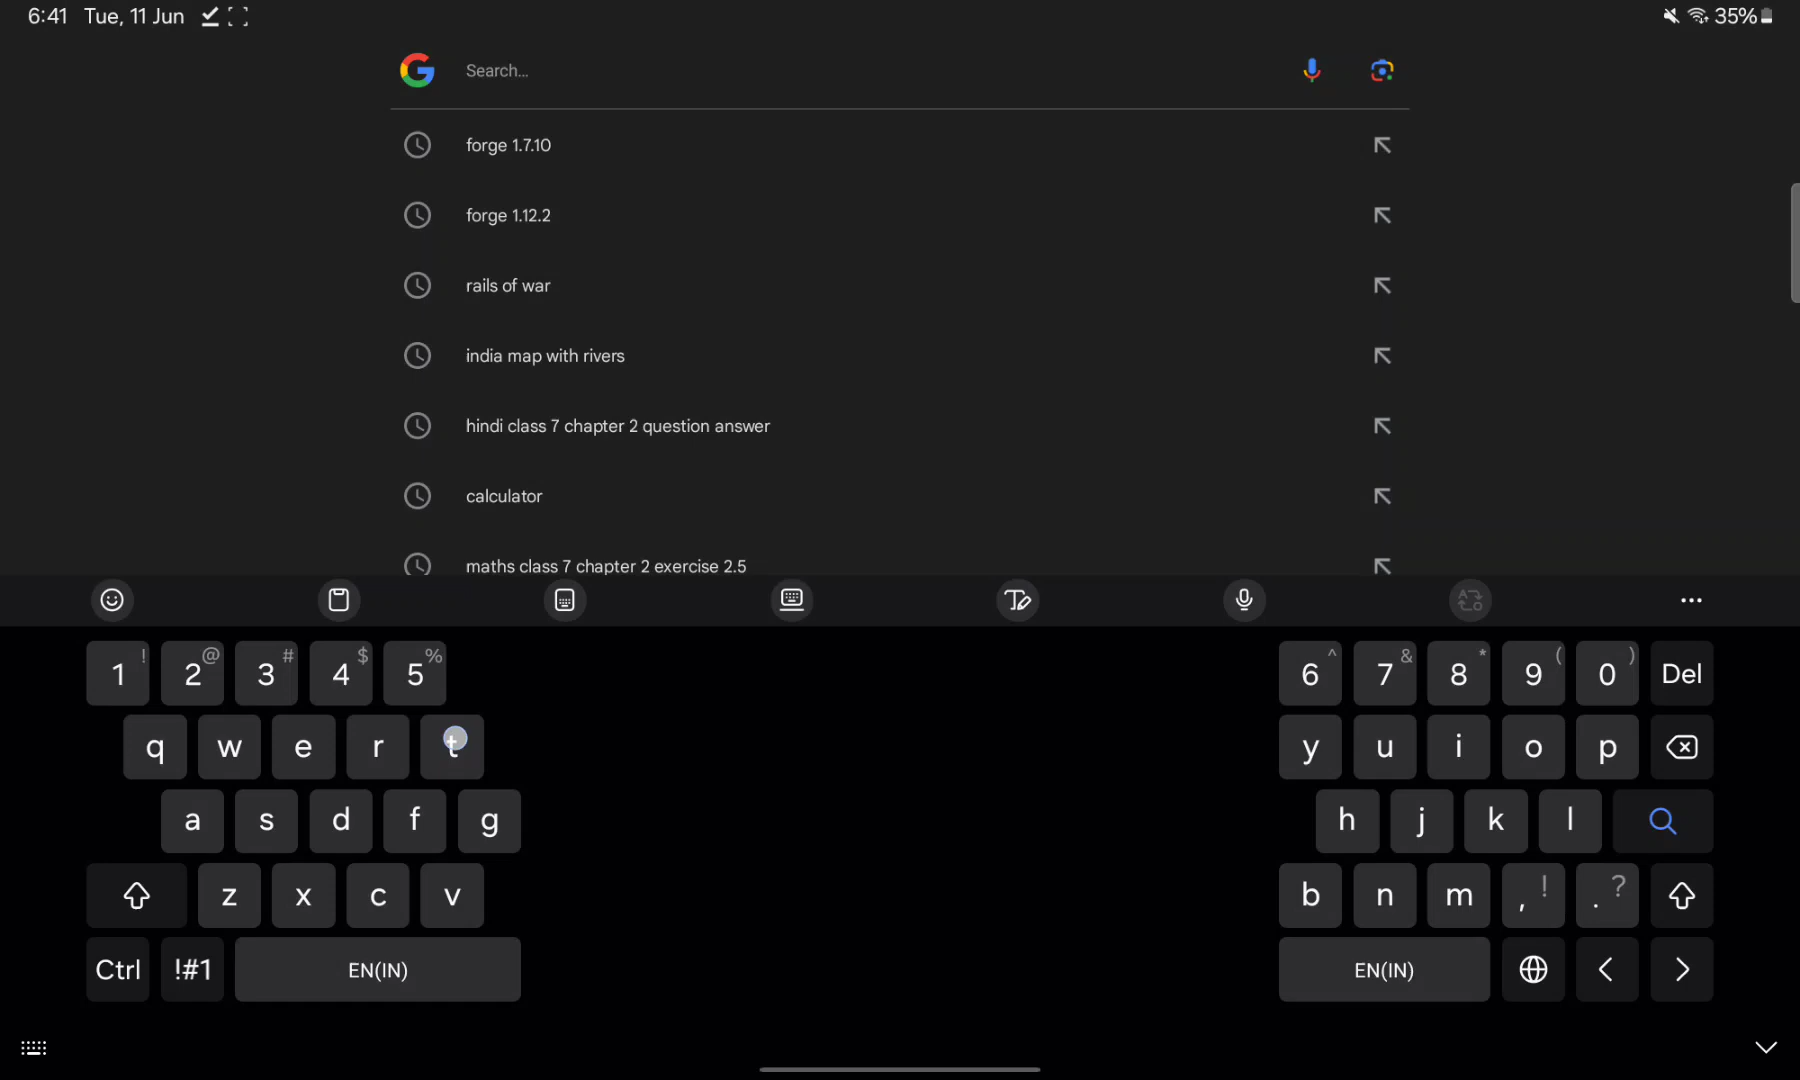 6:41 Tue, 11 Jun 35%
Search...
forge 1.7.10
forge 1.12.2
rails of war
india map with rivers
hindi class 7 chapter 2 question answer
calculator
maths class 7 chapter 2 exercise 2.5
1 ! 2 @ 3 # 4 $ 5 % 6 ^ 7 & 8 * 9 ( 0 ) Del
q w e r t y u i o p
a s d f g h j k l
z x c v b n m , ! . ?
Ctrl !#1 EN(IN) EN(IN) < >